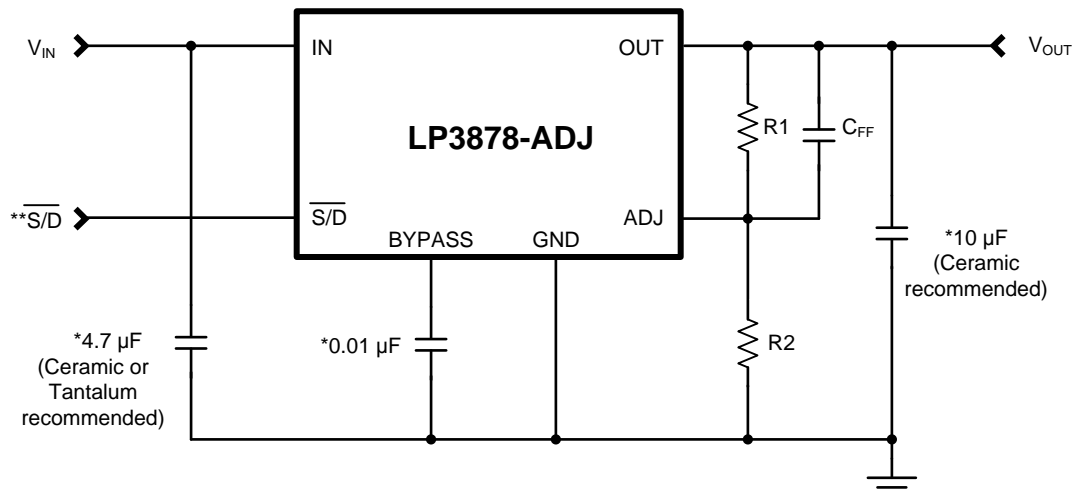 V_IN
IN
OUT
V_OUT
R1
C_FF
LP3878-ADJ
**S̅/̅D̅
S̅/̅D̅
ADJ
BYPASS
GND
*10 µF
(Ceramic
recommended)
*4.7 µF
(Ceramic or
Tantalum
recommended)
*0.01 µF
R2